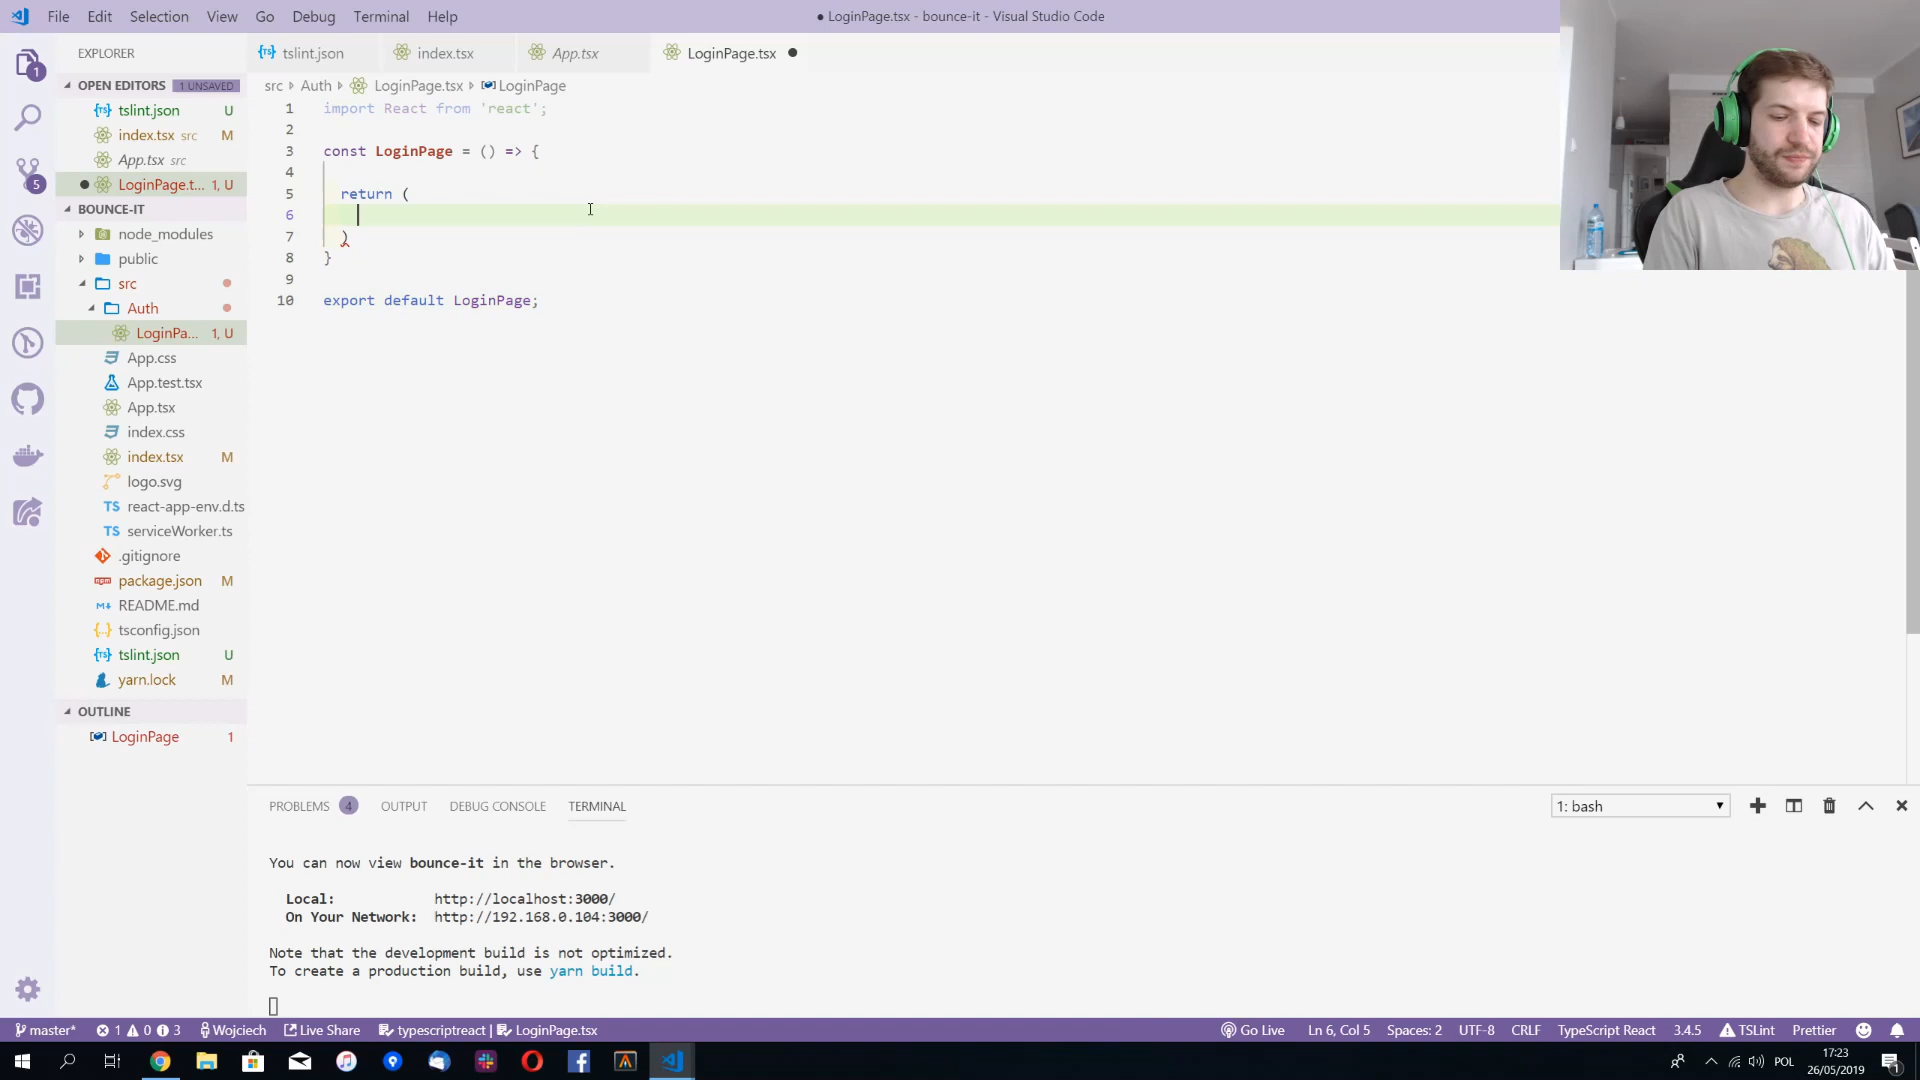 File Edit Selection View Go Debug Terminal Help
● LoginPage.tsx - bounce-it - Visual Studio Code
EXPLORER
tslint.json
index.tsx
App.tsx
LoginPage.tsx
OPEN EDITORS 1 UNSAVED
tslint.json U
index.tsx src M
App.tsx src
LoginPage.t... 1, U
BOUNCE-IT
node_modules
public
src
Auth
LoginPa... 1, U
App.css
App.test.tsx
App.tsx
index.css
index.tsx M
logo.svg
react-app-env.d.ts
serviceWorker.ts
.gitignore
package.json M
README.md
tsconfig.json
tslint.json U
yarn.lock M
OUTLINE
LoginPage 1
1
5
src Auth LoginPage.tsx LoginPage
1 import React from 'react';
2
3 const LoginPage = () => {
4
5 return (
6
7 )
8 }
9
10 export default LoginPage;
PROBLEMS 4 OUTPUT DEBUG CONSOLE TERMINAL
1: bash
You can now view bounce-it in the browser.
Local: http://localhost:3000/
On Your Network: http://192.168.0.104:3000/
Note that the development build is not optimized.
To create a production build, use yarn build.
master* 1 0 3 Wojciech Live Share typescriptreact | LoginPage.tsx
Go Live Ln 6, Col 5 Spaces: 2 UTF-8 CRLF TypeScript React 3.4.5 TSLint Prettier
POL
17:23
26/05/2019
1